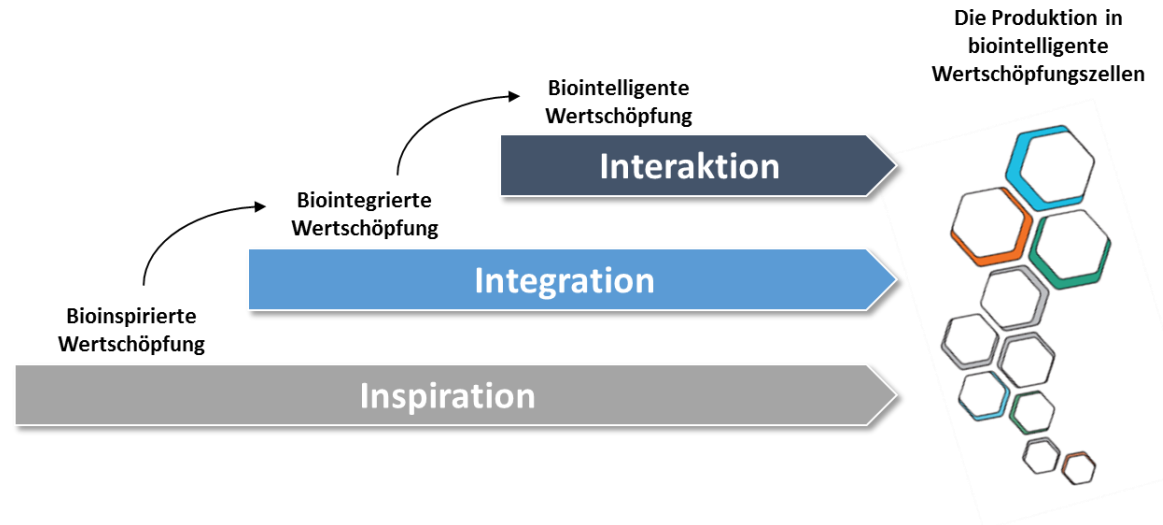 Die Produktion in
biointelligente
Wertschöpfungszellen
Biointelligente
Wertschöpfung
Interaktion
Biointegrierte
Wertschöpfung
Integration
Bioinspirierte
Wertschöpfung
Inspiration